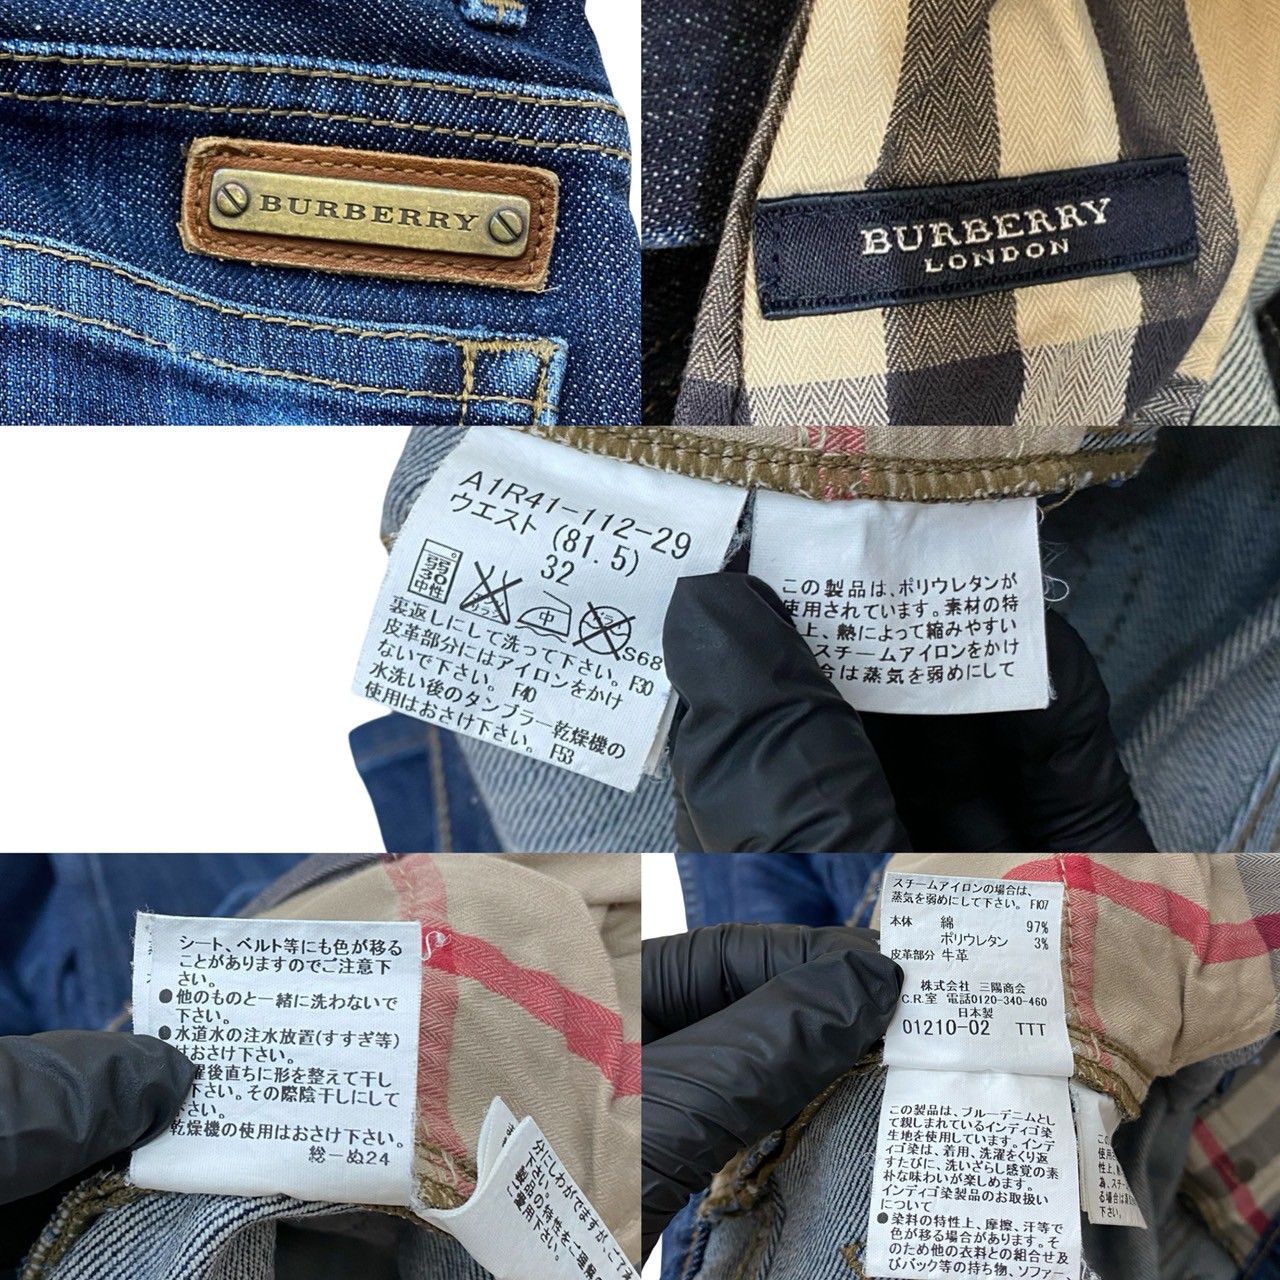 BURBERRY
BURBERRY
LONDON
A1R41-112-29
ウエスト (81.5)
32
弱
30
中性
中
S68
裏返しにして洗って下さい。 F30
皮革部分にはアイロンをかけ
ないで下さい。 F40
水洗い後のタンブラー乾燥機の
使用はおさけ下さい。 F53
この製品は、ポリウレタンが
使用されています。素材の特
上、熱によって縮みやすい
スチームアイロンをかけ
合は蒸気を弱めにして
シート、ベルト等にも色が移る
ことがありますのでご注意下
さい。
●他のものと一緒に洗わないで
下さい。
●水道水の注水放置(すすぎ等)
はおさけ下さい。
濯後直ちに形を整えて干し
下さい。その際陰干しにして
下さい。
乾燥機の使用はおさけ下さい。
総ーぬ24
スチームアイロンの場合は、
蒸気を弱めにして下さい。 F107
本体 綿 97%
ポリウレタン 3%
皮革部分 牛革
株式会社 三陽商会
C.R.室 電話0120-340-460
日本製
01210-02 TTT
この製品は、ブルーデニムとし
て親しまれているインディゴ染
生地を使用しています。インデ
ィゴ染は、着用、洗濯をくり返
すたびに、洗いざらし感覚の素
朴な味わいが楽しめます。
インディゴ染製品のお取扱い
について
●染料の特性上、摩擦、汗等で
色が移る場合があります。そ
のため他の衣料との組合せ及
びバック等の持ち物、ソファー